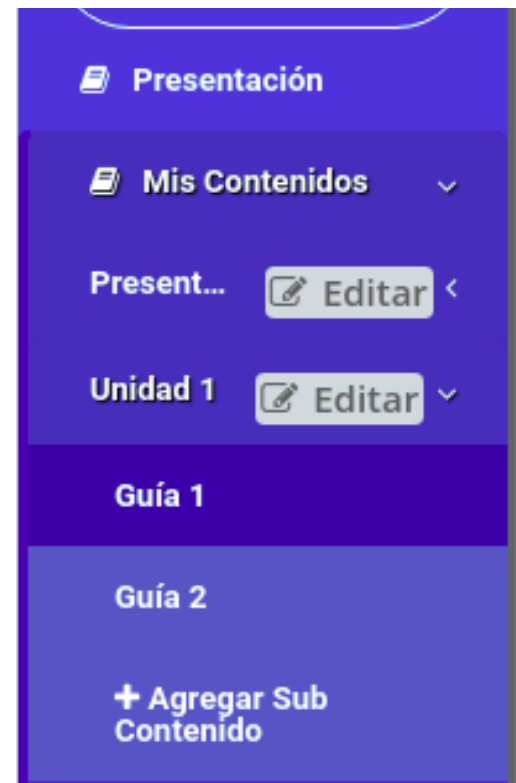 Presentación
Mis Contenidos
Present... Editar
Unidad 1 Editar
Guía 1
Guía 2
+ Agregar Sub
Contenido